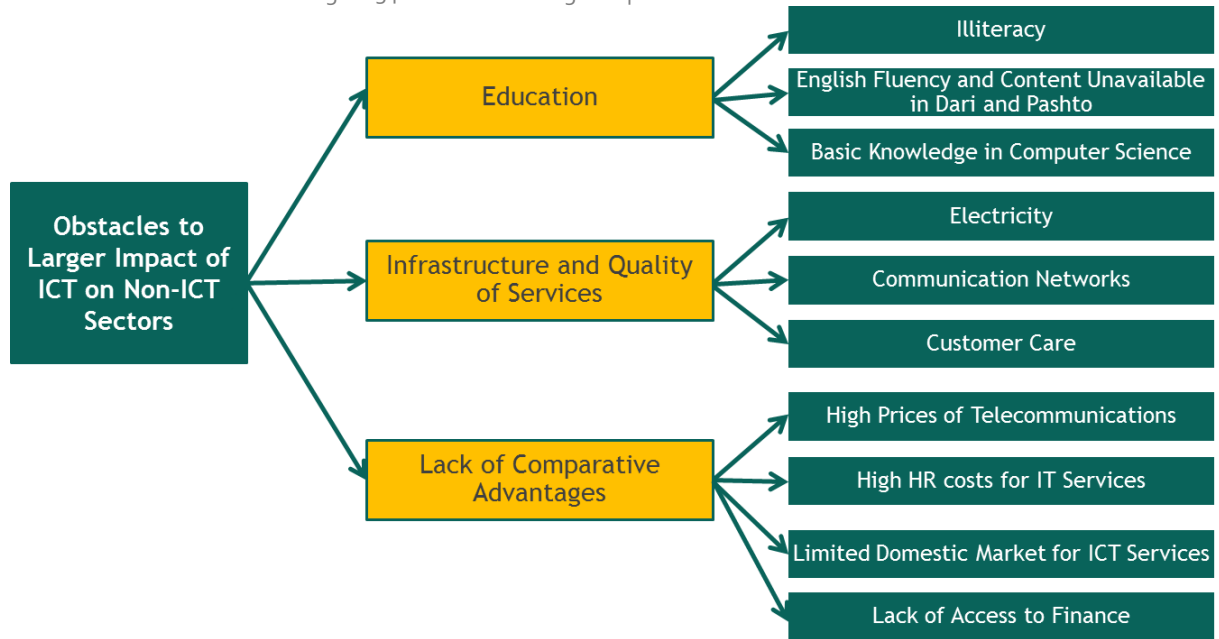 Obstacles to
Larger Impact of
ICT on Non-ICT
Sectors
Education
Illiteracy
English Fluency and Content Unavailable
in Dari and Pashto
Basic Knowledge in Computer Science
Infrastructure and Quality
of Services
Electricity
Communication Networks
Customer Care
Lack of Comparative
Advantages
High Prices of Telecommunications
High HR costs for IT Services
Limited Domestic Market for ICT Services
Lack of Access to Finance